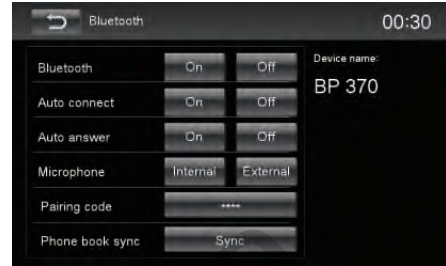 Bluetooth 00:30
Bluetooth On Off
Auto connect On Off
Auto answer On Off
Microphone Internal External
Pairing code ****
Phone book sync Sync
Device name:
BP 370